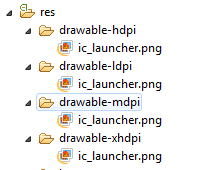 res
drawable-hdpi
ic_launcher.png
drawable-ldpi
ic_launcher.png
drawable-mdpi
ic_launcher.png
drawable-xhdpi
ic_launcher.png